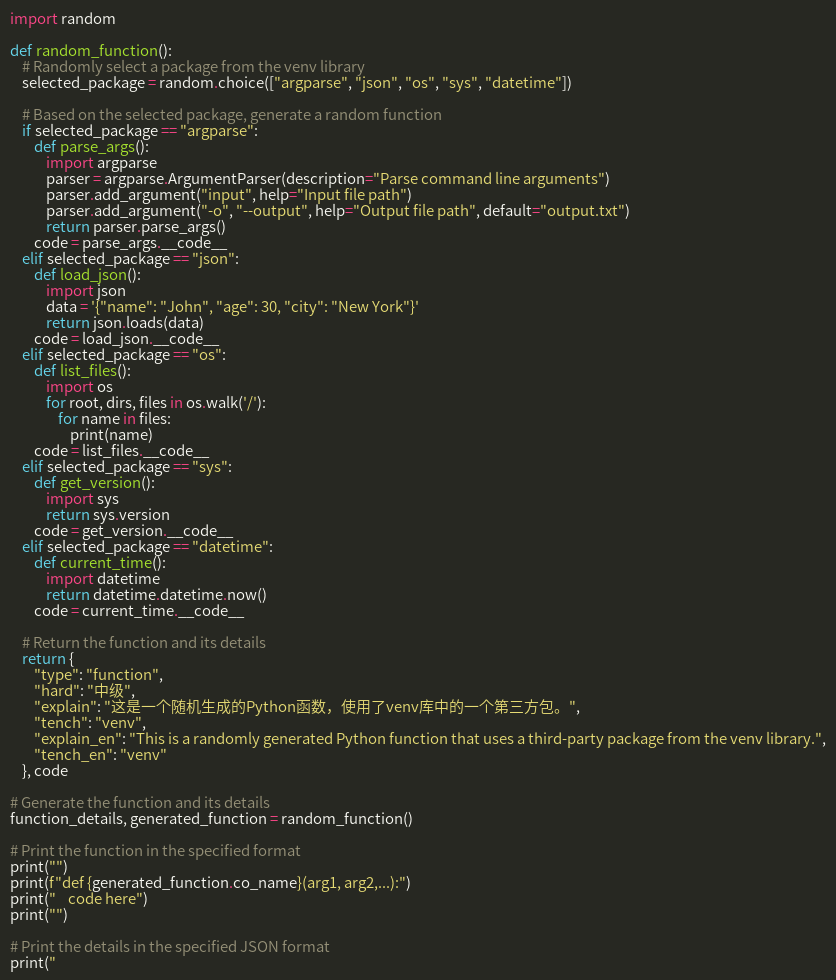 import random

def random_function():
    # Randomly select a package from the venv library
    selected_package = random.choice(["argparse", "json", "os", "sys", "datetime"])

    # Based on the selected package, generate a random function
    if selected_package == "argparse":
        def parse_args():
            import argparse
            parser = argparse.ArgumentParser(description="Parse command line arguments")
            parser.add_argument("input", help="Input file path")
            parser.add_argument("-o", "--output", help="Output file path", default="output.txt")
            return parser.parse_args()
        code = parse_args.__code__
    elif selected_package == "json":
        def load_json():
            import json
            data = '{"name": "John", "age": 30, "city": "New York"}'
            return json.loads(data)
        code = load_json.__code__
    elif selected_package == "os":
        def list_files():
            import os
            for root, dirs, files in os.walk('/'):
                for name in files:
                    print(name)
        code = list_files.__code__
    elif selected_package == "sys":
        def get_version():
            import sys
            return sys.version
        code = get_version.__code__
    elif selected_package == "datetime":
        def current_time():
            import datetime
            return datetime.datetime.now()
        code = current_time.__code__

    # Return the function and its details
    return {
        "type": "function",
        "hard": "中级",
        "explain": "这是一个随机生成的Python函数，使用了venv库中的一个第三方包。",
        "tench": "venv",
        "explain_en": "This is a randomly generated Python function that uses a third-party package from the venv library.",
        "tench_en": "venv"
    }, code

# Generate the function and its details
function_details, generated_function = random_function()

# Print the function in the specified format
print("")
print(f"def {generated_function.co_name}(arg1, arg2,...):")
print("    code here")
print("")

# Print the details in the specified JSON format
print("